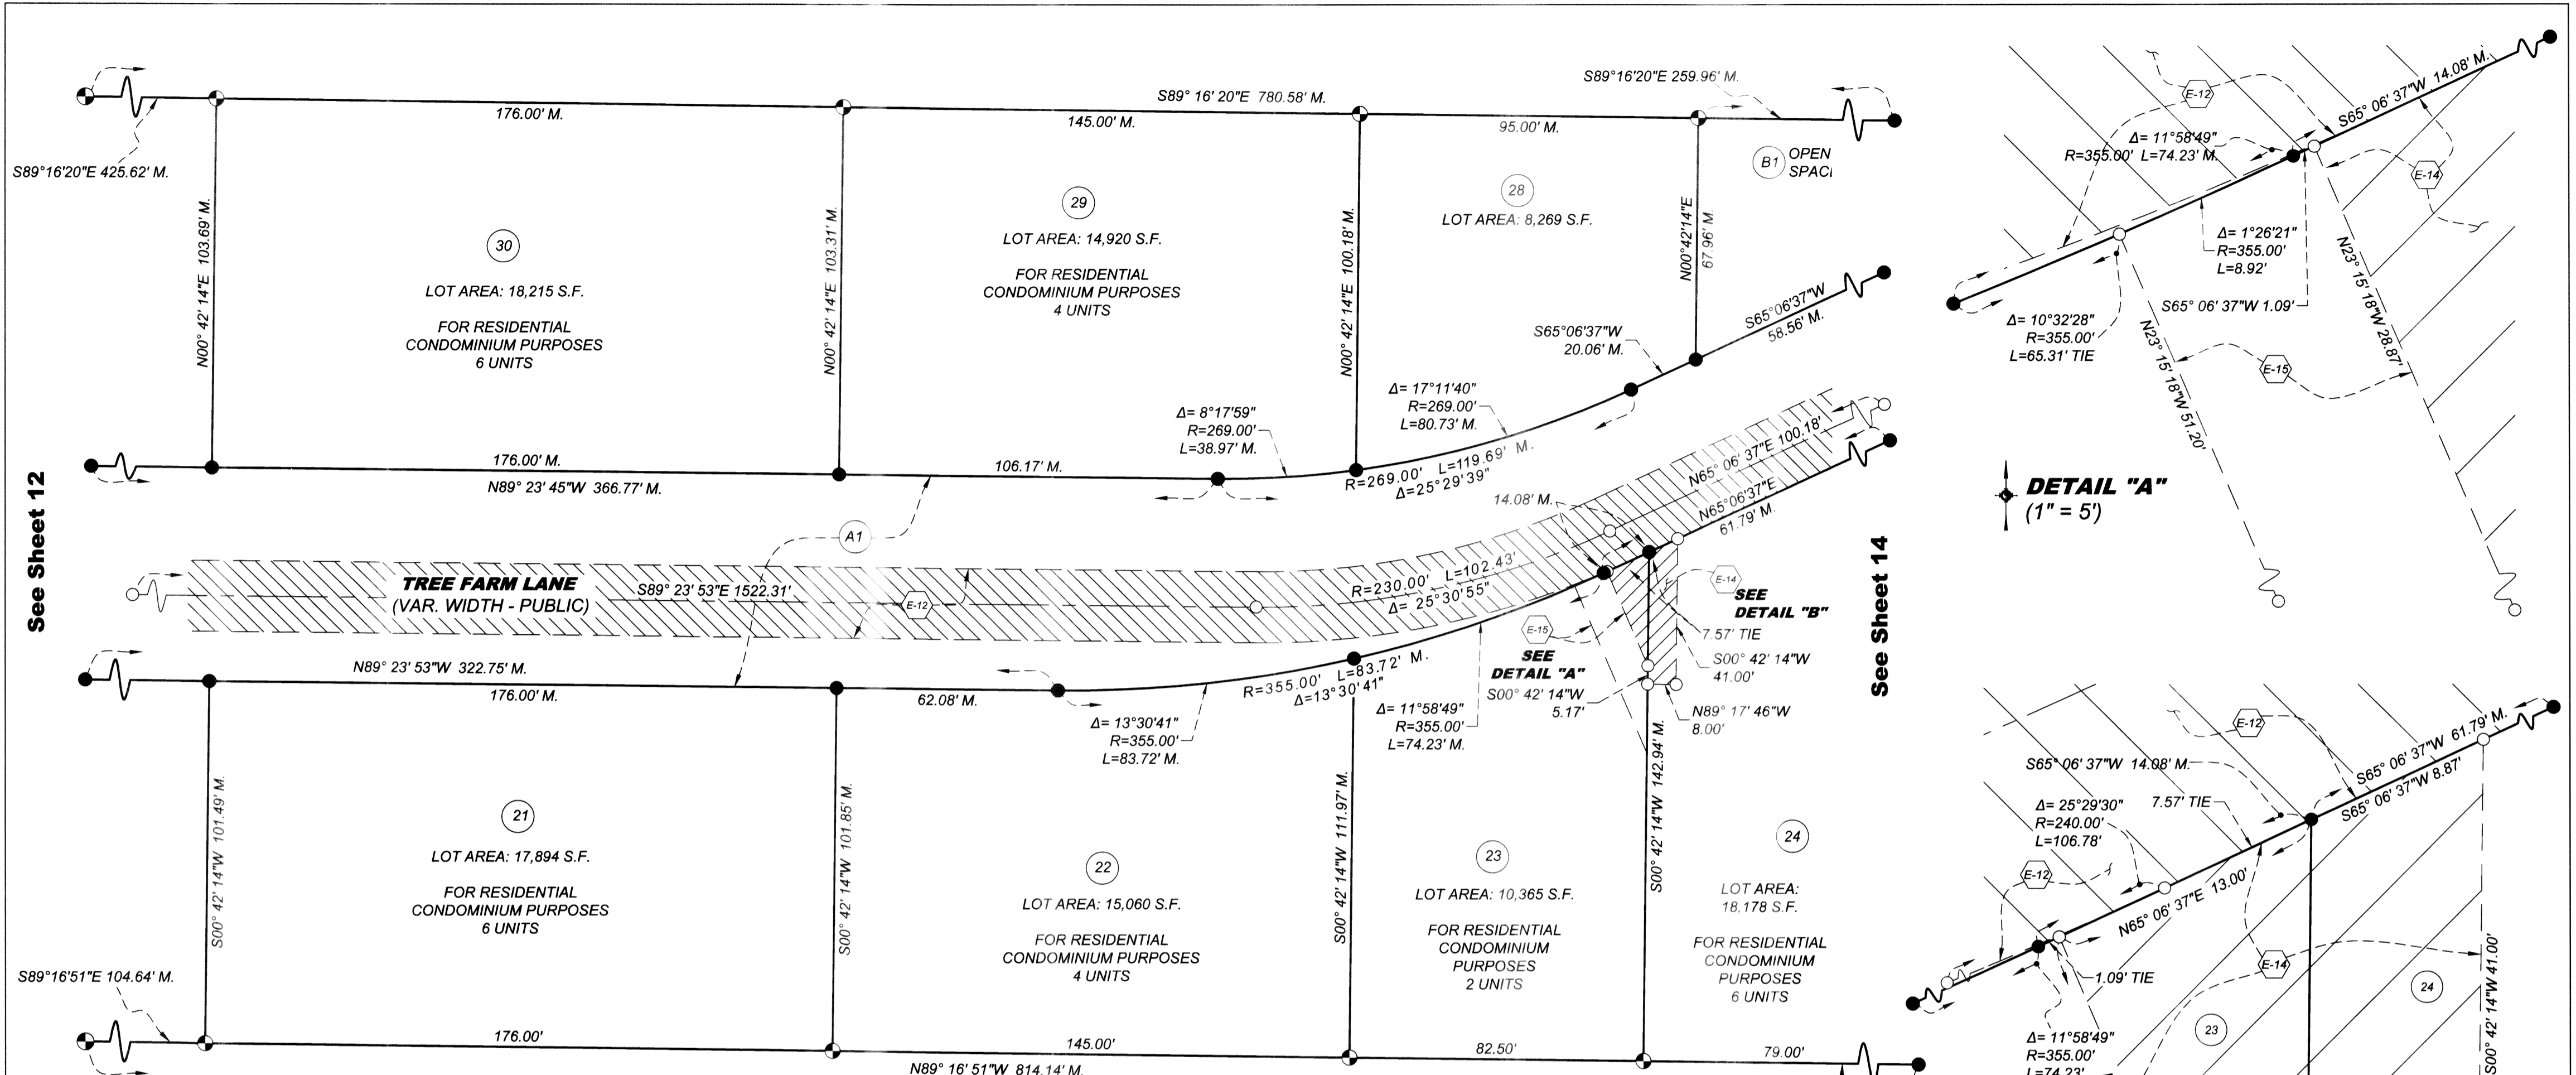 S89°16'20"E 259.96' M.
S89° 16' 20"E 780.58' M.
176.00' M.
145.00' M.
95.00' M.
S89°16'20"E 425.62' M.
B1
OPEN
N00° 42' 14"E 103.69' M.
30
LOT AREA: 18,215 S.F.
FOR RESIDENTIAL
CONDOMINIUM PURPOSES
6 UNITS
N00° 42' 14"E 103.31' M.
29
LOT AREA: 14,920 S.F.
FOR RESIDENTIAL
CONDOMINIUM PURPOSES
4 UNITS
N00° 42' 14"E 100.18' M.
28
LOT AREA: 8,269 S.F.
N00°42'14"E
67.96' M.
S65°06'37"W
20.06' M.
S65°06'37"W
58.56' M.
Δ= 17°11'40"
R=269.00'
L=80.73' M.
Δ= 8°17'59"
R=269.00'
L=38.97' M.
176.00' M.
106.17' M.
N89° 23' 45"W 366.77' M.
R=269.00' L=119.69' M.
Δ=25°29'39"
See Sheet 12
A1
TREE FARM LANE
(VAR. WIDTH - PUBLIC)
S89° 23' 53"E 1522.31'
E-12
R=230.00' L=102.43'
Δ= 25°30'55"
14.08' M.
N65° 06' 37"E 100.18'
N65°06'37"E
61.79' M.
E-14
SEE
DETAIL "B"
7.57' TIE
S00° 42' 14"W
41.00'
E-15
SEE
DETAIL "A"
S00° 42' 14"W
5.17'
N89° 17' 46"W
8.00'
See Sheet 14
N89° 23' 53"W 322.75' M.
176.00' M.
62.08' M.
R=355.00' L=83.72' M.
Δ=13°30'41"
Δ= 13°30'41"
R=355.00'
L=83.72' M.
Δ= 11°58'49"
R=355.00'
L=74.23' M.
S00° 42' 14"W 101.49' M.
21
LOT AREA: 17,894 S.F.
FOR RESIDENTIAL
CONDOMINIUM PURPOSES
6 UNITS
S00° 42' 14"W 101.85' M.
22
LOT AREA: 15,060 S.F.
FOR RESIDENTIAL
CONDOMINIUM PURPOSES
4 UNITS
S00° 42' 14"W 111.97' M.
23
LOT AREA: 10,365 S.F.
FOR RESIDENTIAL
CONDOMINIUM
PURPOSES
2 UNITS
S00° 42' 14"W 142.94' M.
24
LOT AREA:
18,178 S.F.
FOR RESIDENTIAL
CONDOMINIUM
PURPOSES
6 UNITS
S89°16'51"E 104.64' M.
176.00'
145.00'
82.50'
79.00'
N89° 16' 51"W 814.14' M.
E-12
S65° 06' 37"W 14.08' M.
Δ= 11°58'49"
R=355.00' L=74.23' M.
E-14
Δ= 1°26'21"
R=355.00'
L=8.92'
S65° 06' 37"W 1.09'
Δ= 10°32'28"
R=355.00'
L=65.31' TIE
N23° 15' 18"W 51.20'
N23° 15' 18"W 28.87'
E-15
DETAIL "A"
(1" = 5')
E-12
S65° 06' 37"W 61.79' M.
S65° 06' 37"W 8.87'
S65° 06' 37"W 14.08' M.
7.57' TIE
Δ= 25°29'30"
R=240.00'
L=106.78'
E-12
N65° 06' 37"E 13.00'
E-14
1.09' TIE
24
23
S00° 42' 14"W 41.00'
Δ= 11°58'49"
R=355.00'
L=74.23'